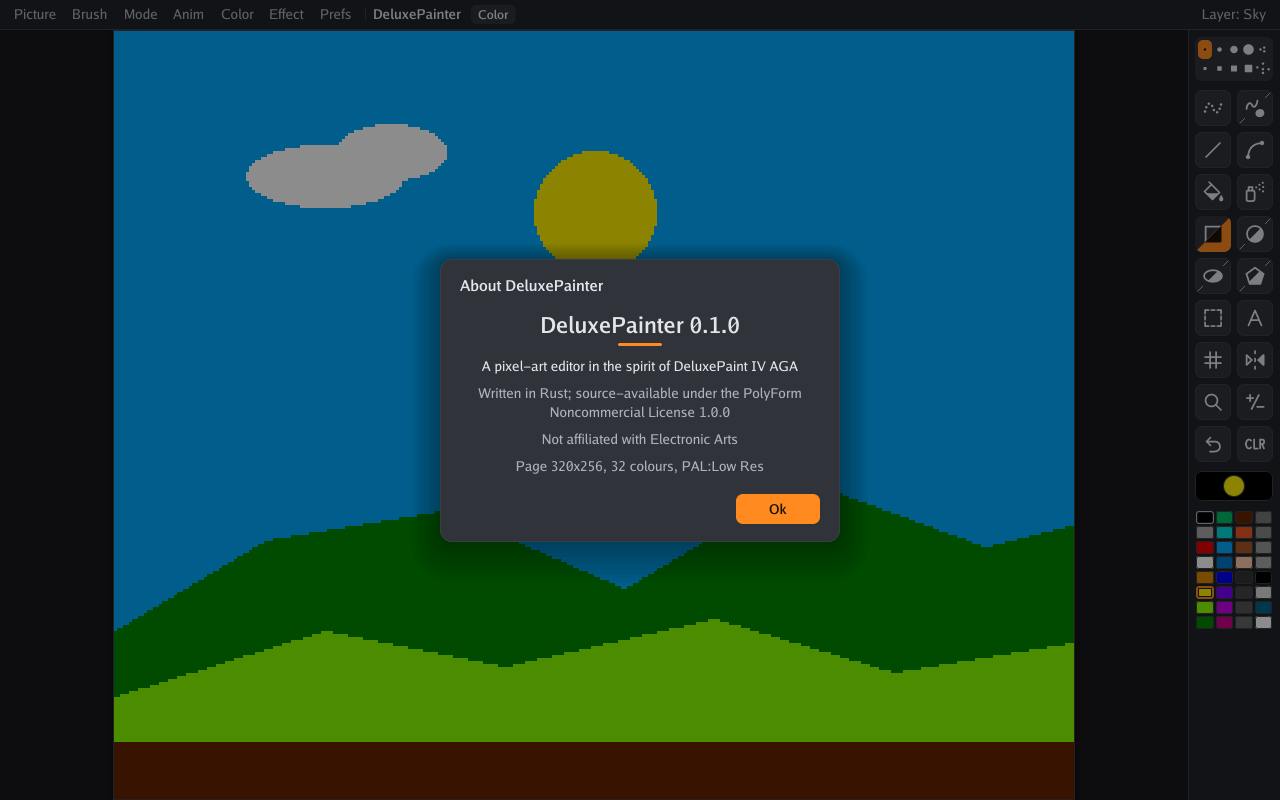 Picture Brush Mode Anim Color Effect Prefs DeluxePainter Color Layer: Sky
About DeluxePainter
DeluxePainter 0.1.0
A pixel-art editor in the spirit of DeluxePaint IV AGA
Written in Rust; source-available under the PolyForm
Noncommercial License 1.0.0
Not affiliated with Electronic Arts
Page 320x256, 32 colours, PAL:Low Res
Ok
CLR